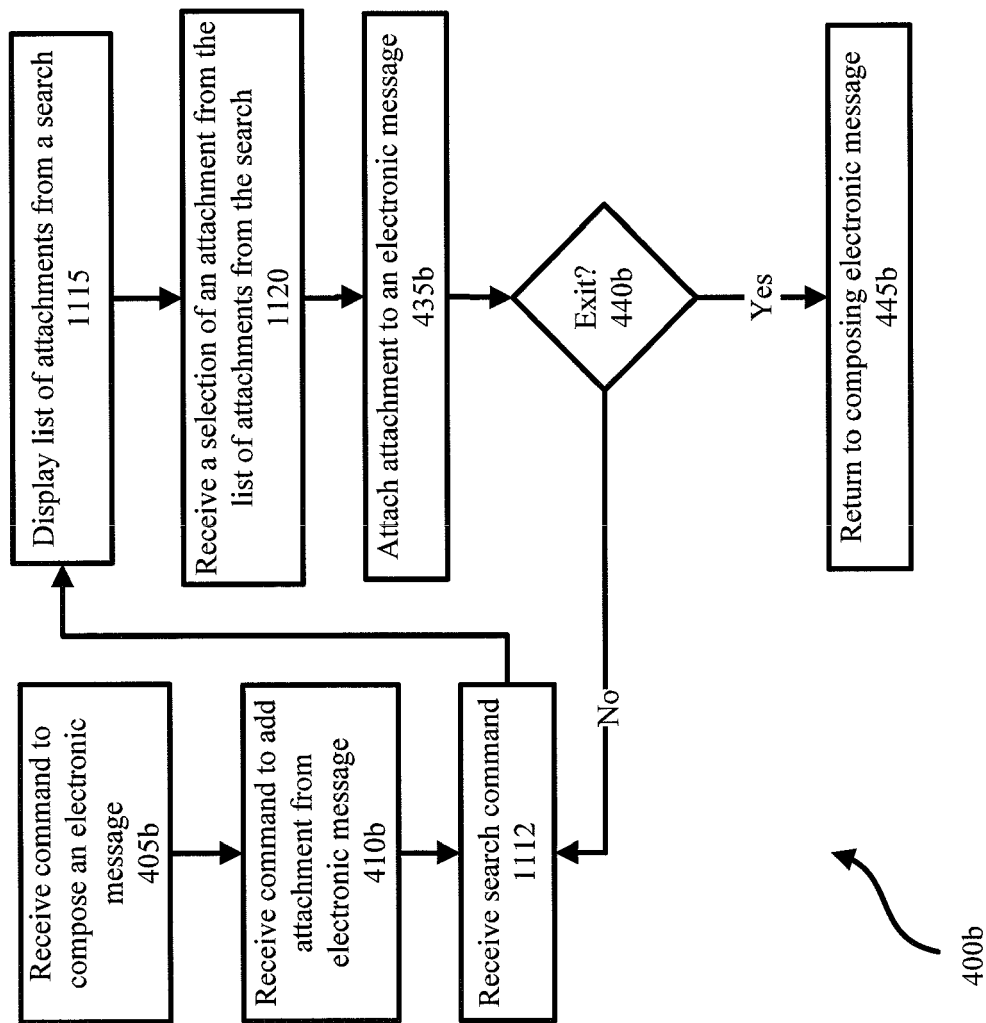 Receive command to
compose an electronic
message
405b
Receive command to add
attachment from
electronic message
410b
Receive search command
1112
Display list of attachments from a search
1115
Receive a selection of an attachment from the
list of attachments from the search
1120
Attach attachment to an electronic message
435b
Exit?
440b
No
Yes
Return to composing electronic message
445b
400b